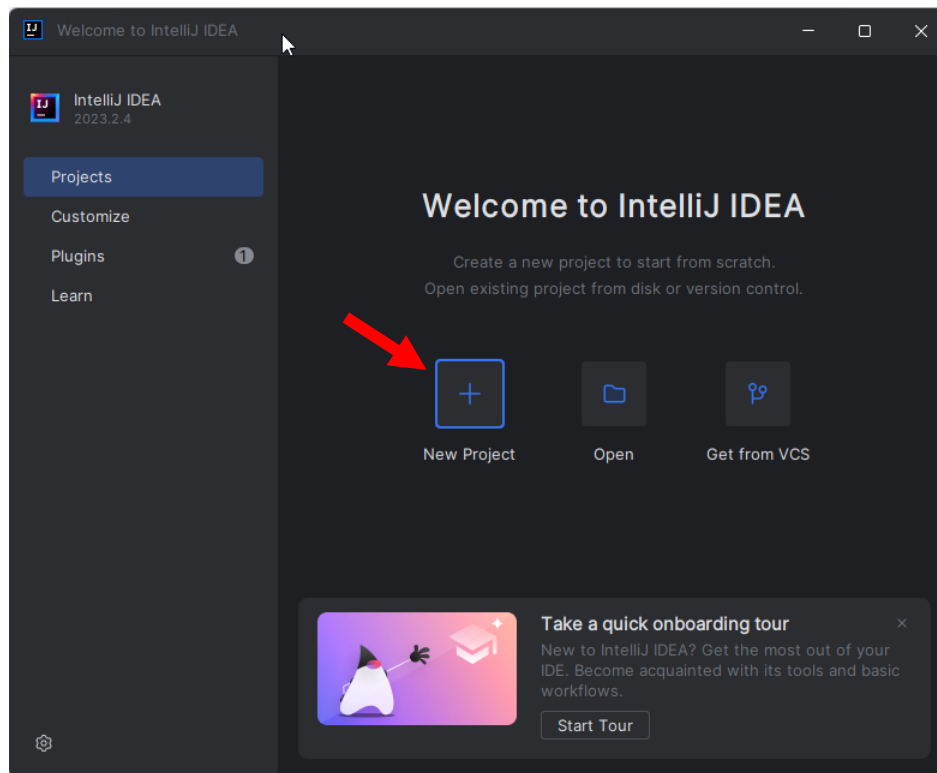 Welcome to IntelliJ IDEA
IntelliJ IDEA
2023.2.4
Projects
Customize
Plugins 1
Learn
Welcome to IntelliJ IDEA
Create a new project to start from scratch.
Open existing project from disk or version control.
New Project
Open
Get from VCS
Take a quick onboarding tour
New to IntelliJ IDEA? Get the most out of your
IDE. Become acquainted with its tools and basic
workflows.
Start Tour